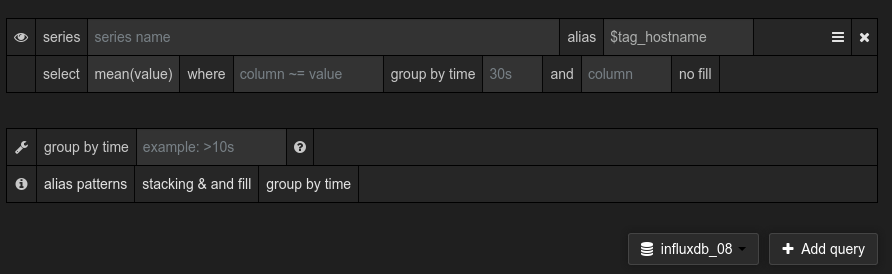 series series name alias $tag_hostname
select mean(value) where column ~= value group by time 30s and column no fill
group by time example: >10s
alias patterns stacking & and fill group by time
influxdb_08 Add query